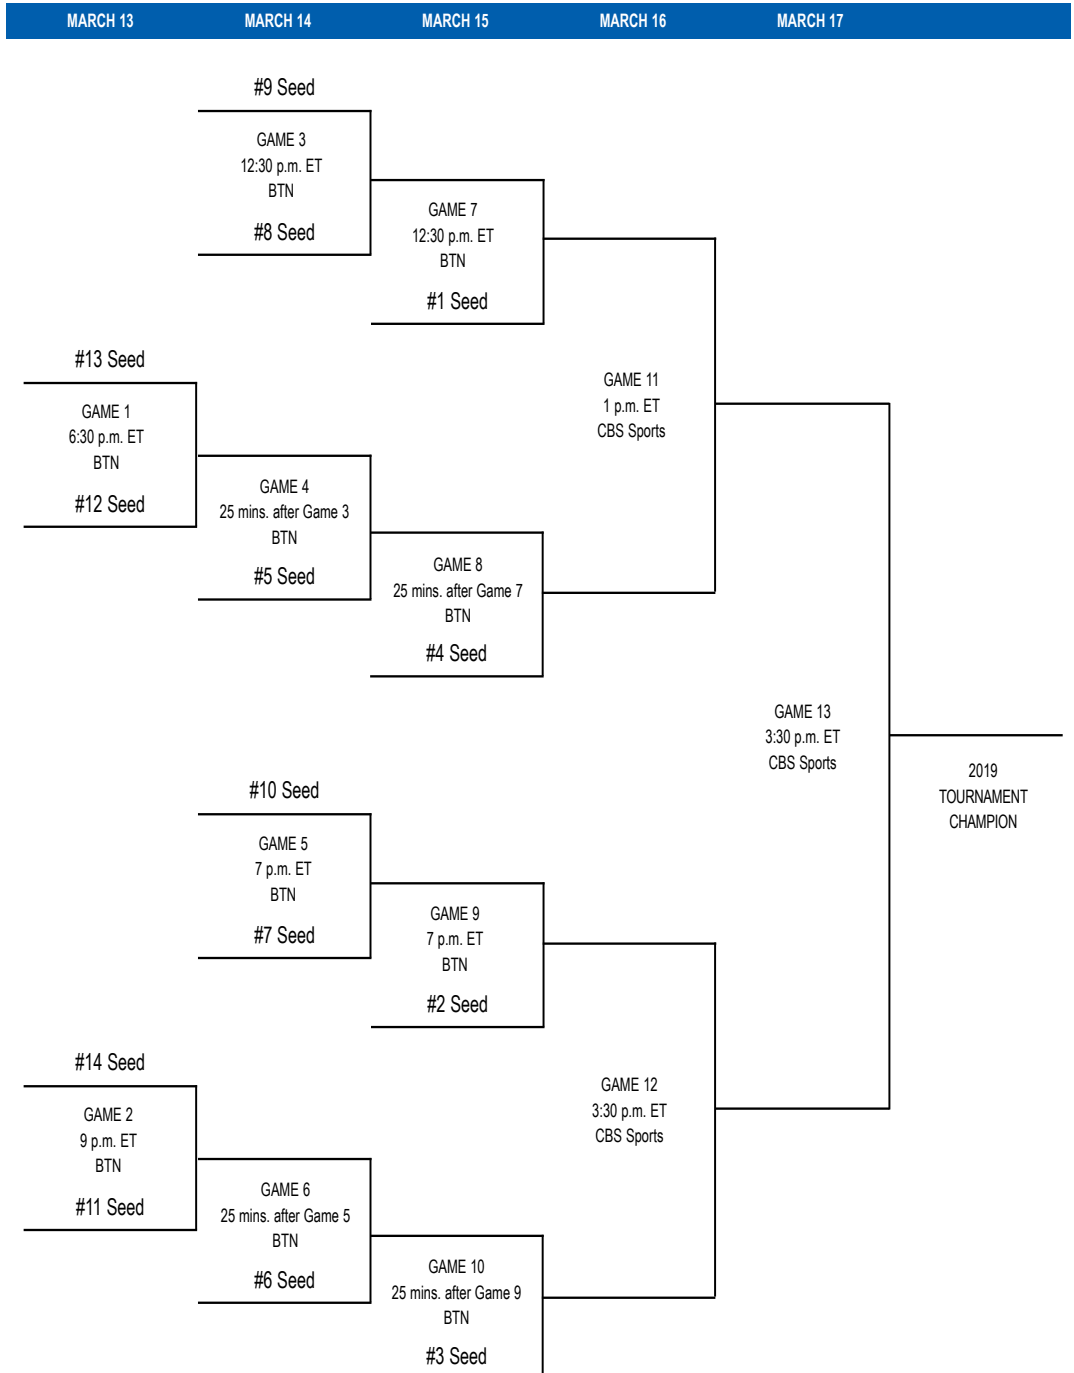 MARCH 13 MARCH 14 MARCH 15 MARCH 16 MARCH 17
#9 Seed
GAME 3
12:30 p.m. ET
BTN
#8 Seed
GAME 7
12:30 p.m. ET
BTN
#1 Seed
#13 Seed
GAME 1
6:30 p.m. ET
BTN
#12 Seed
GAME 4
25 mins. after Game 3
BTN
#5 Seed
GAME 8
25 mins. after Game 7
BTN
#4 Seed
GAME 11
1 p.m. ET
CBS Sports
#10 Seed
GAME 5
7 p.m. ET
BTN
#7 Seed
GAME 9
7 p.m. ET
BTN
#2 Seed
#14 Seed
GAME 2
9 p.m. ET
BTN
#11 Seed
GAME 6
25 mins. after Game 5
BTN
#6 Seed
GAME 10
25 mins. after Game 9
BTN
#3 Seed
GAME 12
3:30 p.m. ET
CBS Sports
GAME 13
3:30 p.m. ET
CBS Sports
2019
TOURNAMENT
CHAMPION